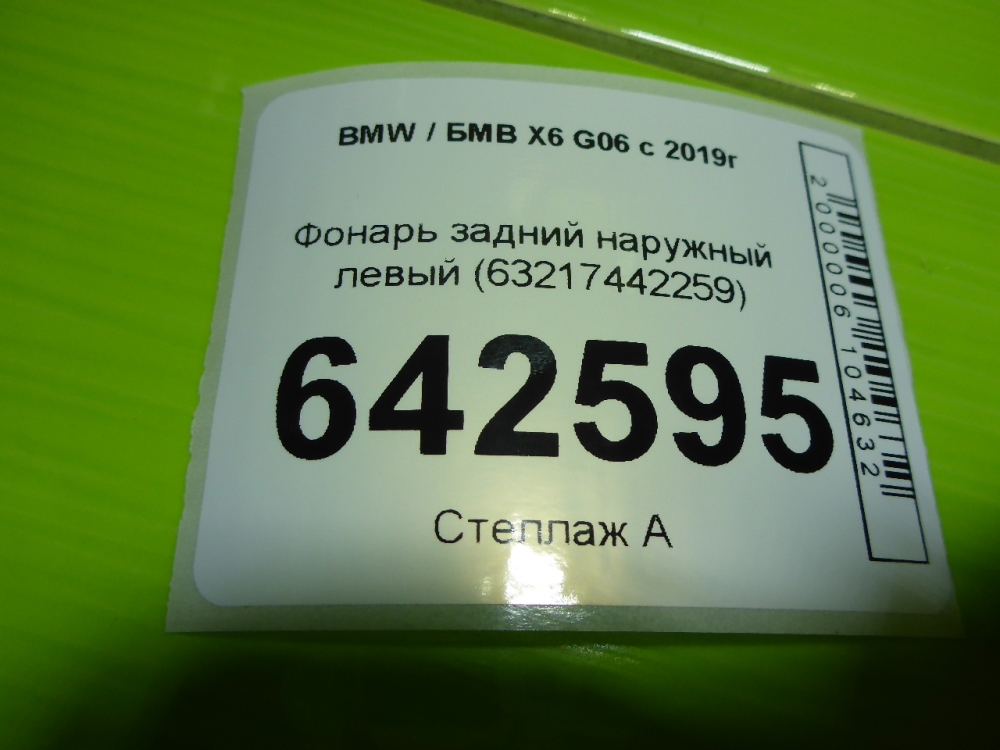 BMW / БМВ X6 G06 с 2019г
Фонарь задний наружный
левый (63217442259)
642595
Стеллаж А
2000006104632